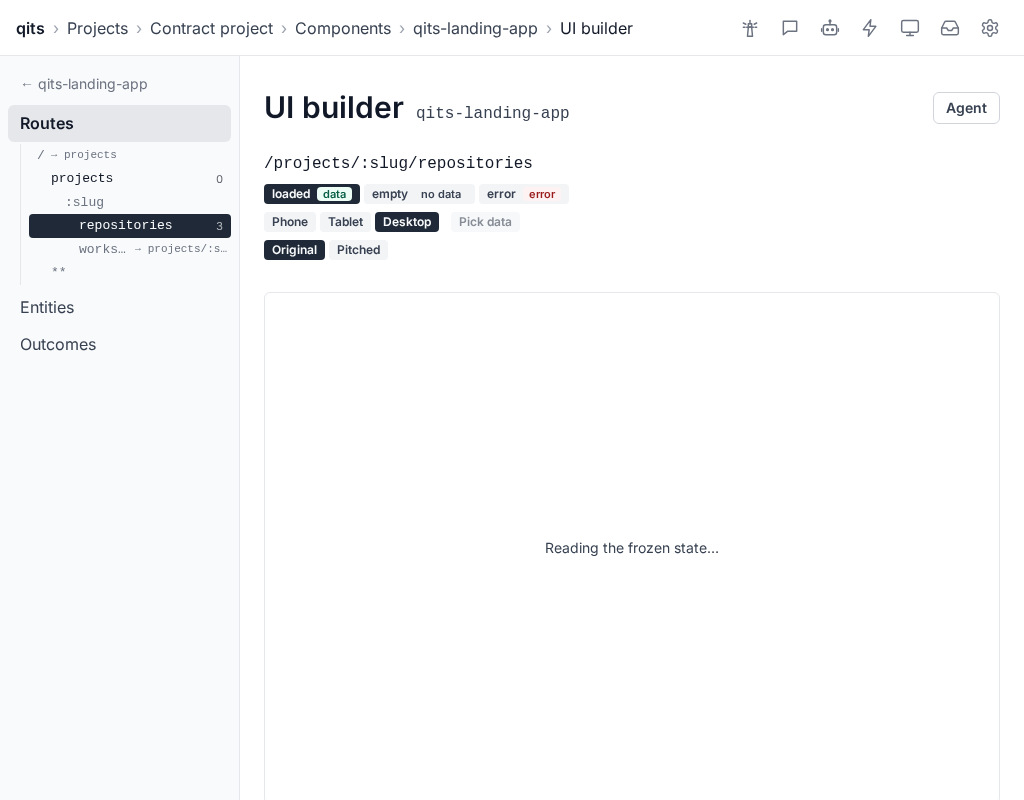 qits › Projects › Contract project › Components › qits-landing-app › UI builder
← qits-landing-app
Routes
/ → projects
projects 0
:slug
repositories 3
works… → projects/:s…
**
Entities
Outcomes
UI builder qits-landing-app
Agent
/projects/:slug/repositories
loaded data empty no data error error
Phone Tablet Desktop Pick data
Original Pitched
Reading the frozen state...